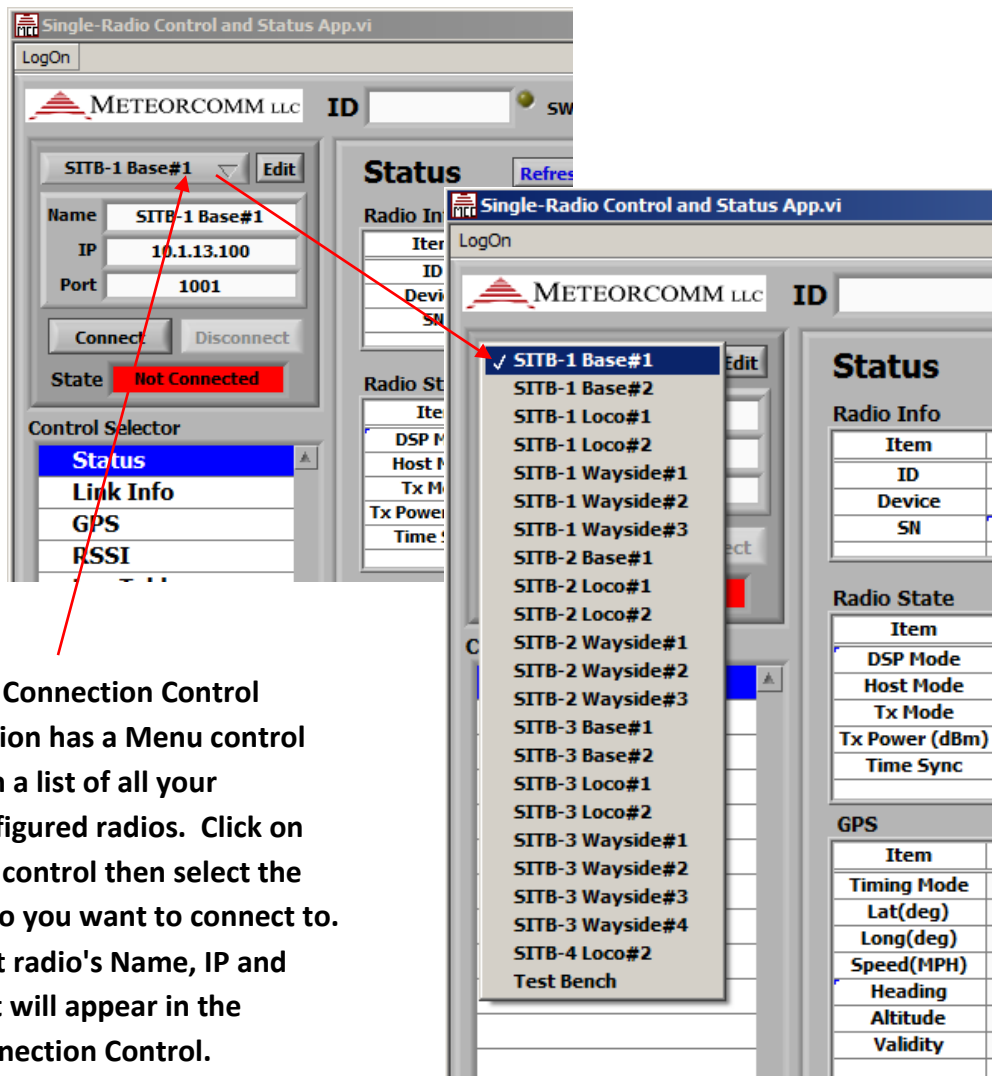 Single-Radio Control and Status App.vi
LogOn
METEORCOMM LLC
ID
SW
SITB-1 Base#1
Edit
Name SITB-1 Base#1
IP 10.1.13.100
Port 1001
Connect Disconnect
State Not Connected
Control Selector
Status
Link Info
GPS
RSSI
Status
Refres
Radio In
Iter
ID
Devi
SN
Radio St
Ite
DSP M
Host M
Tx M
Tx Power
Time S
Connection Control
ion has a Menu control
a list of all your
figured radios. Click on
control then select the
o you want to connect to.
t radio's Name, IP and
t will appear in the
nection Control.
Single-Radio Control and Status App.vi
LogOn
METEORCOMM LLC
ID
Edit
ect
C
✓ SITB-1 Base#1
SITB-1 Base#2
SITB-1 Loco#1
SITB-1 Loco#2
SITB-1 Wayside#1
SITB-1 Wayside#2
SITB-1 Wayside#3
SITB-2 Base#1
SITB-2 Loco#1
SITB-2 Loco#2
SITB-2 Wayside#1
SITB-2 Wayside#2
SITB-2 Wayside#3
SITB-3 Base#1
SITB-3 Base#2
SITB-3 Loco#1
SITB-3 Loco#2
SITB-3 Wayside#1
SITB-3 Wayside#2
SITB-3 Wayside#3
SITB-3 Wayside#4
SITB-4 Loco#2
Test Bench
Status
Radio Info
Item
ID
Device
SN
Radio State
Item
DSP Mode
Host Mode
Tx Mode
Tx Power (dBm)
Time Sync
GPS
Item
Timing Mode
Lat(deg)
Long(deg)
Speed(MPH)
Heading
Altitude
Validity